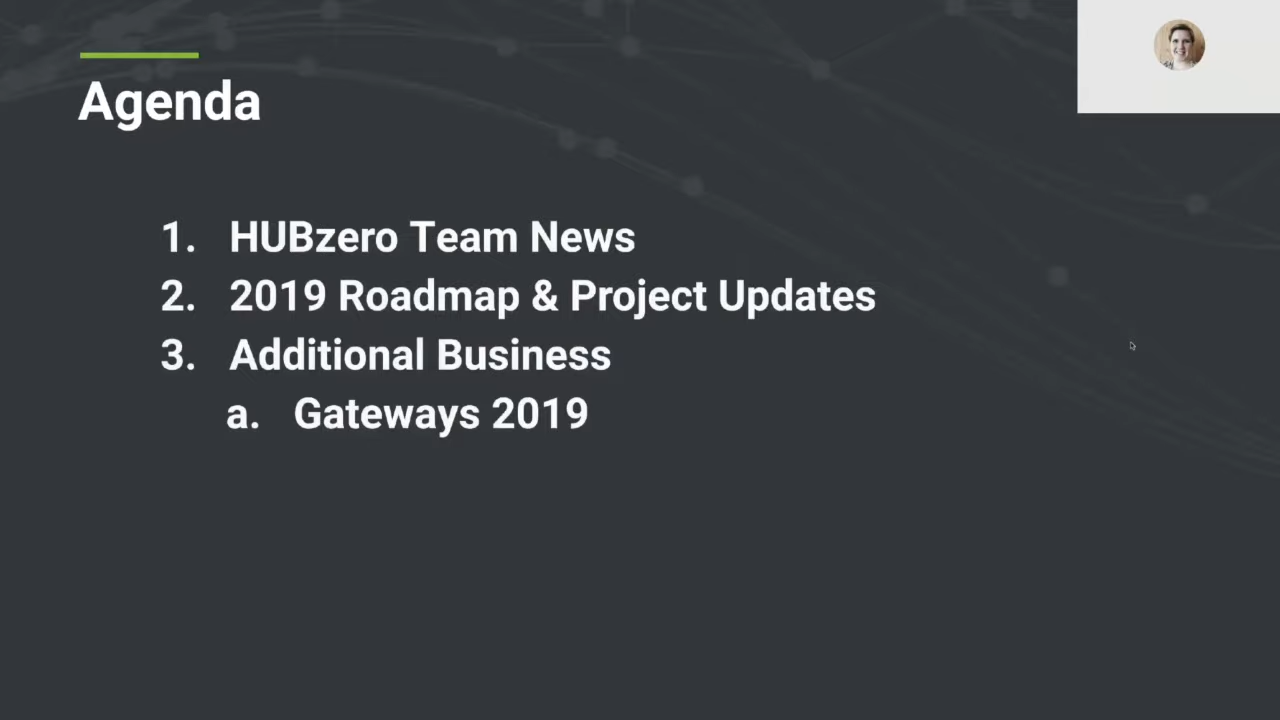 Agenda
1. HUBzero Team News
2. 2019 Roadmap & Project Updates
3. Additional Business
a. Gateways 2019